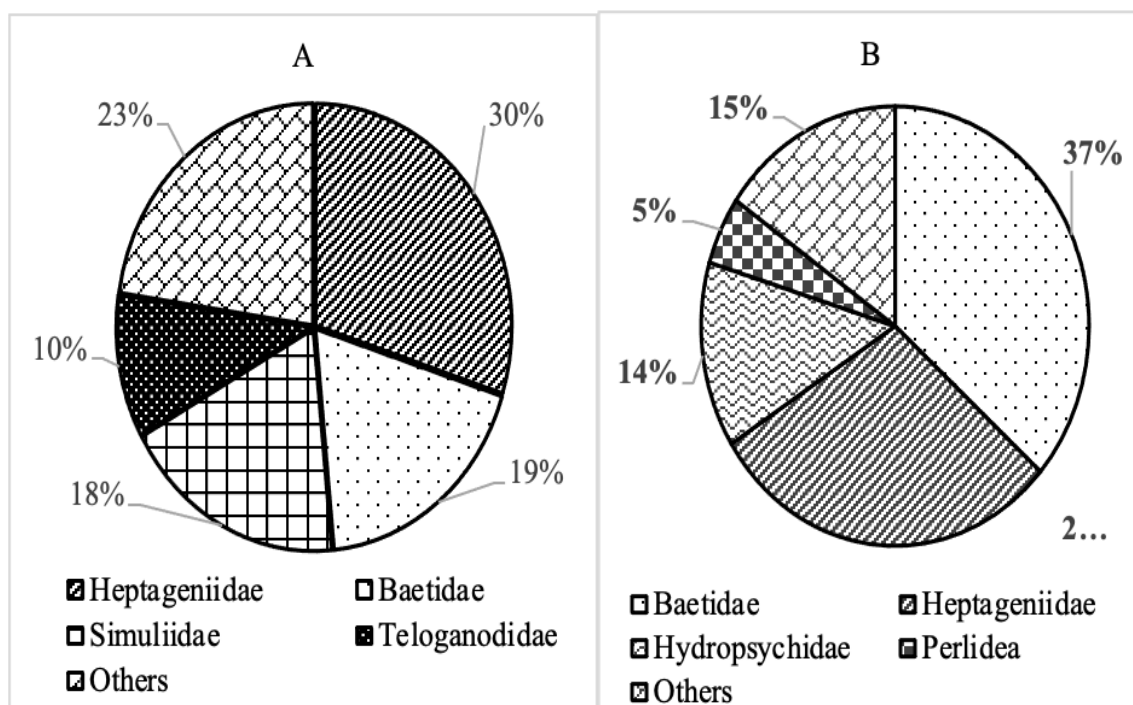 A
23%
30%
10%
18%
19%
Heptageniidae Baetidae
Simuliidae Teloganodidae
Others
B
15%
37%
5%
14%
2...
Baetidae Heptageniidae
Hydropsychidae Perlidea
Others